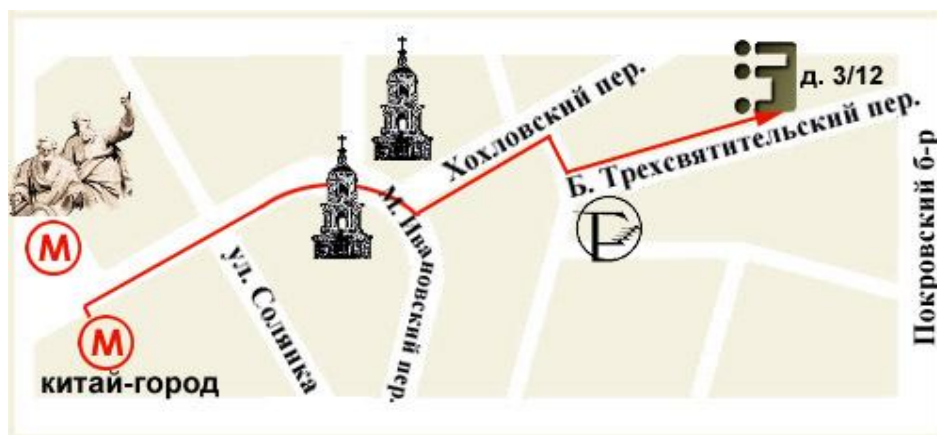 д. 3/12
Хохловский пер.
Б. Трехсвятительский пер.
Покровский б-р
М. Ивановский пер.
ул. Солянка
М
М
китай-город